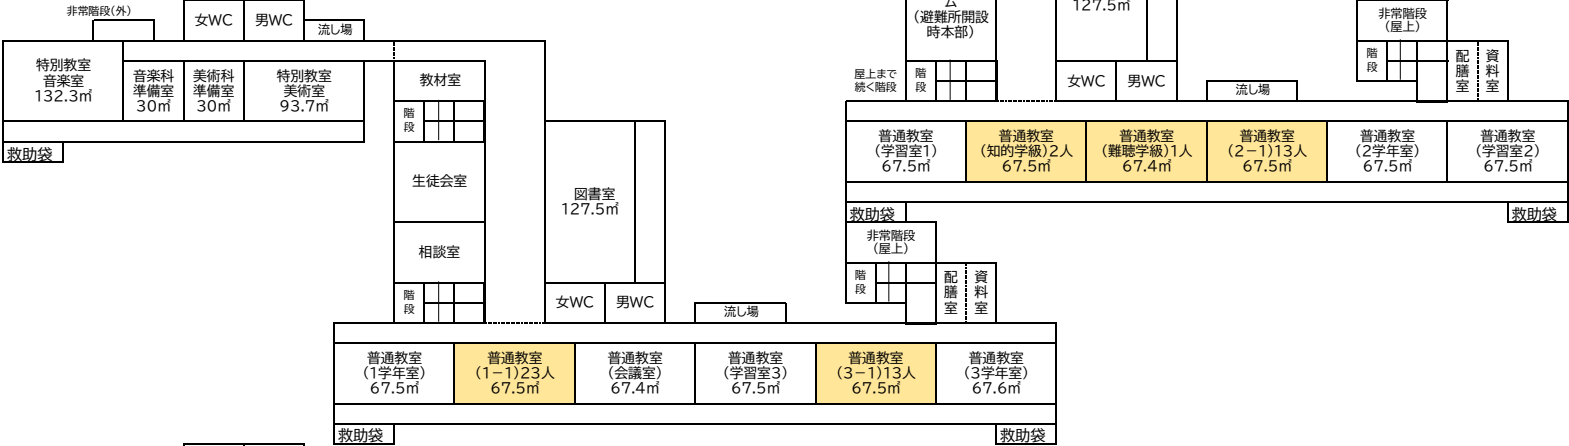 非常階段(外)
女WC
男WC
流し場
特別教室
音楽室
132.3㎡
音楽科
準備室
30㎡
美術科
準備室
30㎡
特別教室
美術室
93.7㎡
救助袋
教材室
階
段
生徒会室
相談室
階
段
図書室
127.5㎡
女WC
男WC
流し場
普通教室
(1学年室)
67.5㎡
普通教室
(1－1)23人
67.5㎡
普通教室
(会議室)
67.4㎡
普通教室
(学習室3)
67.5㎡
普通教室
(3－1)13人
67.5㎡
普通教室
(3学年室)
67.6㎡
救助袋
救助袋
ム
(避難所開設
時本部)
127.5㎡
屋上まで
続く階段
階
段
女WC
男WC
流し場
非常階段
(屋上)
階
段
配
膳
室
資
料
室
普通教室
(学習室1)
67.5㎡
普通教室
(知的学級)2人
67.5㎡
普通教室
(難聴学級)1人
67.4㎡
普通教室
(2－1)13人
67.5㎡
普通教室
(2学年室)
67.5㎡
普通教室
(学習室2)
67.5㎡
救助袋
救助袋
非常階段
(屋上)
階
段
配
膳
室
資
料
室